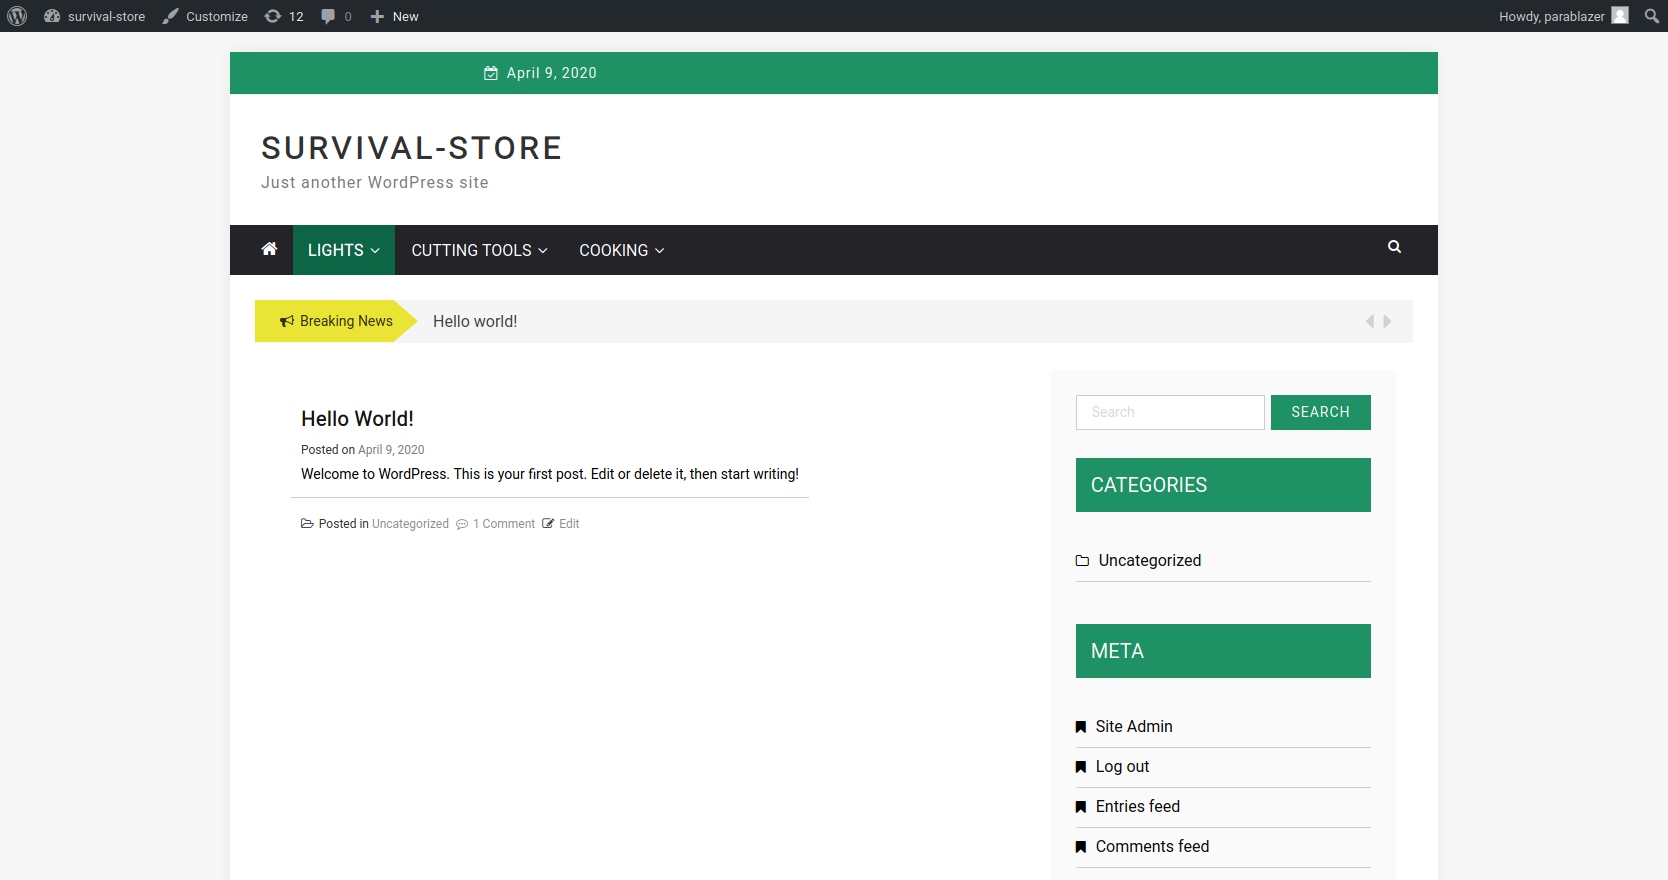 survival-store Customize 12 0 New Howdy, parablazer
April 9, 2020
SURVIVAL-STORE
Just another WordPress site
LIGHTS CUTTING TOOLS COOKING
Breaking News Hello world!
Hello World!
Posted on April 9, 2020
Welcome to WordPress. This is your first post. Edit or delete it, then start writing!
Posted in Uncategorized 1 Comment Edit
Search SEARCH
CATEGORIES
Uncategorized
META
Site Admin
Log out
Entries feed
Comments feed